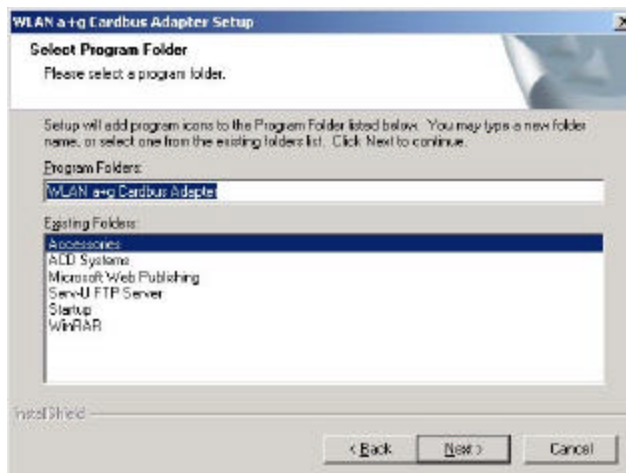 WLAN a+g Cardbus Adapter Setup
Select Program Folder
Please select a program folder.
Setup will add program icons to the Program Folder listed below. You may type a new folder
name, or select one from the existing folders list. Click Next to continue.
Program Folders:
WLAN a+g Cardbus Adapter
Existing Folders:
Accessories
ACD Systems
Microsoft Web Publishing
Serv-U FTP Server
Startup
WinRAR
InstallShield
< Back
Next >
Cancel